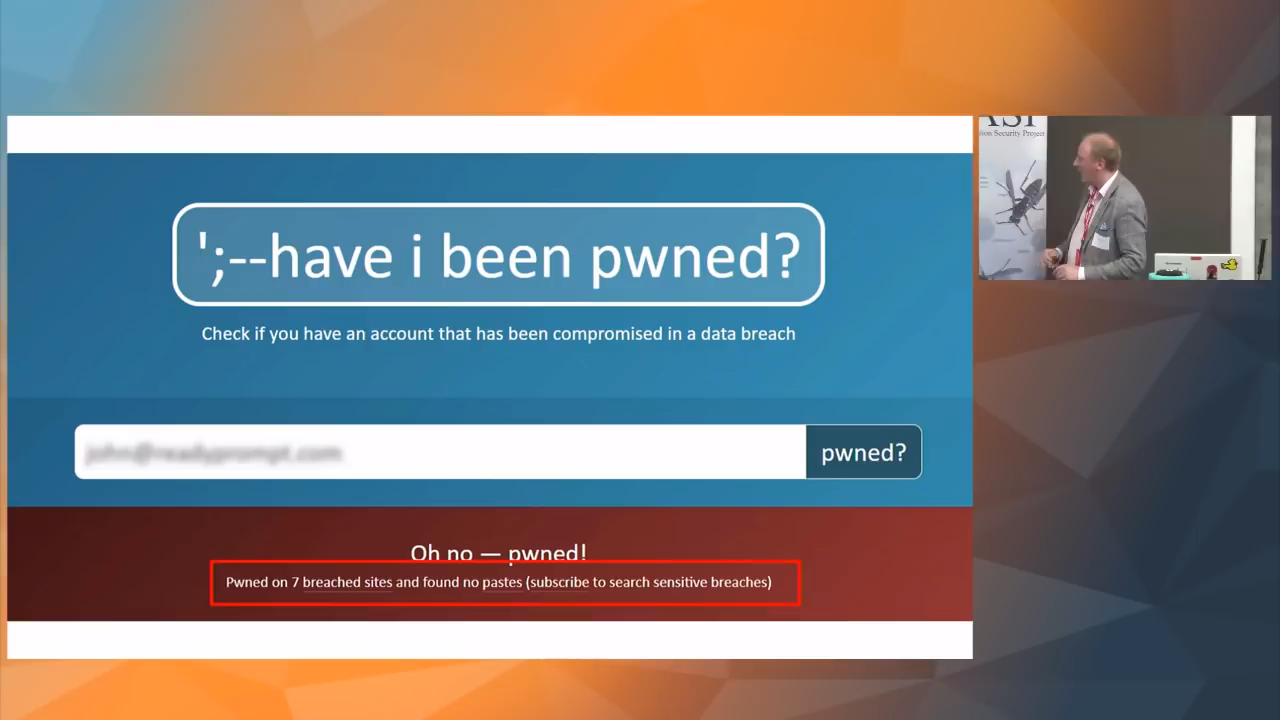 ';--have i been pwned?
Check if you have an account that has been compromised in a data breach
pwned?
Oh no — pwned!
Pwned on 7 breached sites and found no pastes (subscribe to search sensitive breaches)